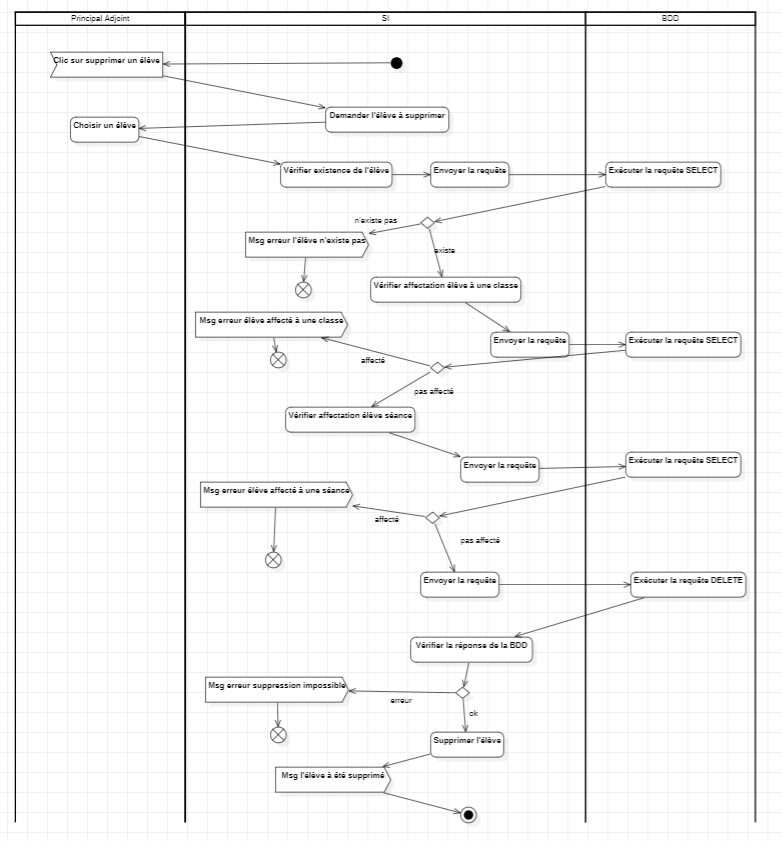 Principal Adjoint
SI
BDD
Clic sur supprimer un élève
Demander l'élève à supprimer
Choisir un élève
Vérifier existence de l'élève
Envoyer la requête
Exécuter la requête SELECT
n'existe pas
Msg erreur l'élève n'existe pas
existe
Vérifier affectation élève à une classe
Msg erreur élève affecté à une classe
Envoyer la requête
Exécuter la requête SELECT
affecté
pas affecté
Vérifier affectation élève séance
Envoyer la requête
Exécuter la requête SELECT
Msg erreur élève affecté à une séance
affecté
pas affecté
Envoyer la requête
Exécuter la requête DELETE
Vérifier la réponse de la BDD
Msg erreur suppression impossible
erreur
ok
Supprimer l'élève
Msg l'élève à été supprimé